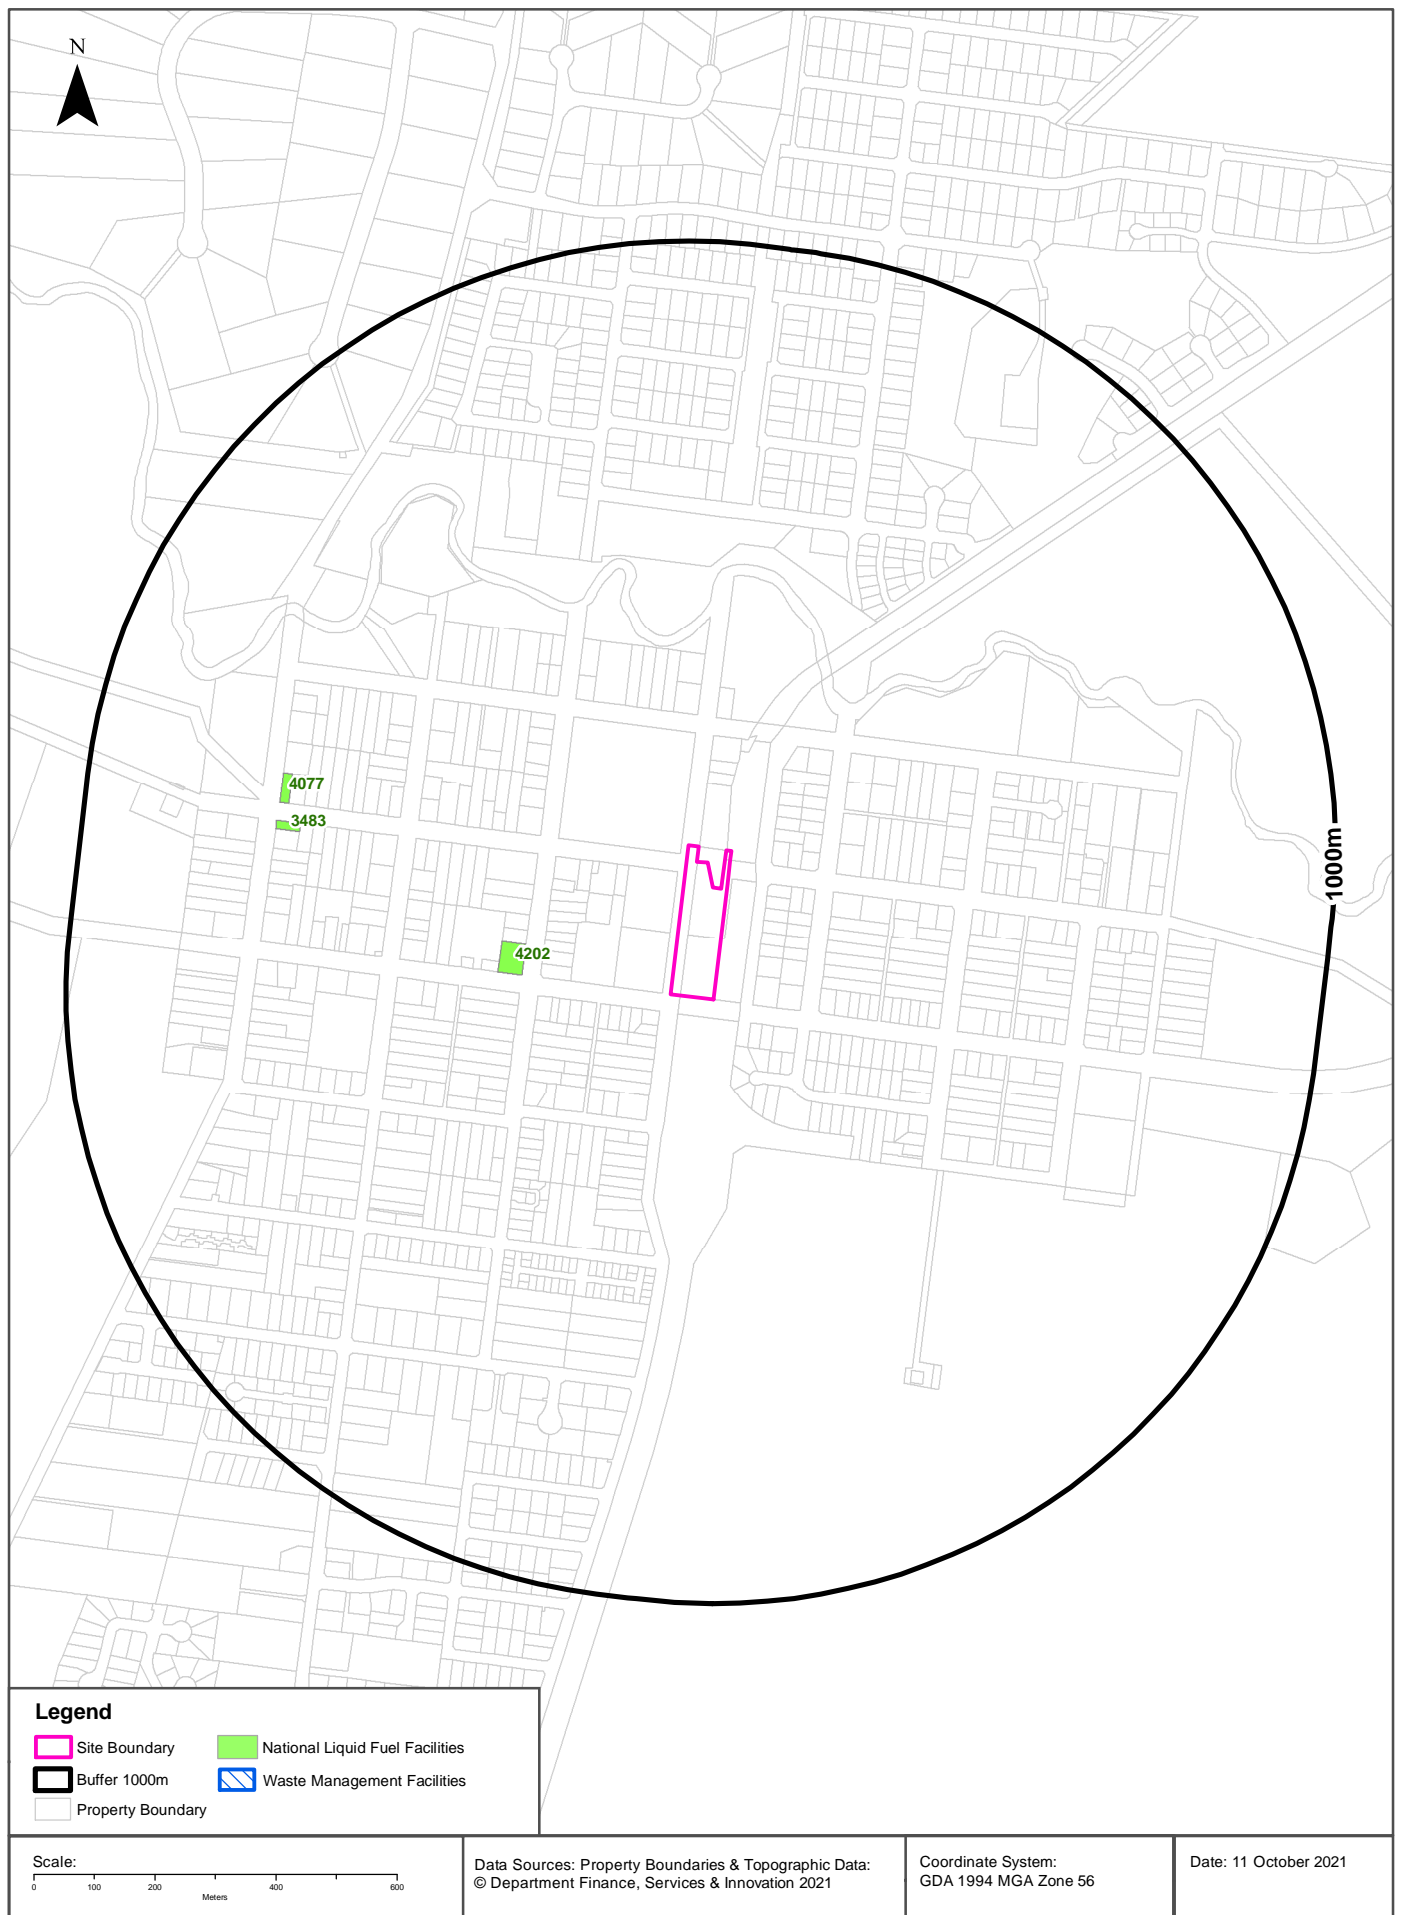 N
4077
3483
4202
1000m
Legend
Site Boundary
National Liquid Fuel Facilities
Buffer 1000m
Waste Management Facilities
Property Boundary
Scale:
0 100 200 400 600
Meters
Data Sources: Property Boundaries & Topographic Data:
© Department Finance, Services & Innovation 2021
Coordinate System:
GDA 1994 MGA Zone 56
Date: 11 October 2021